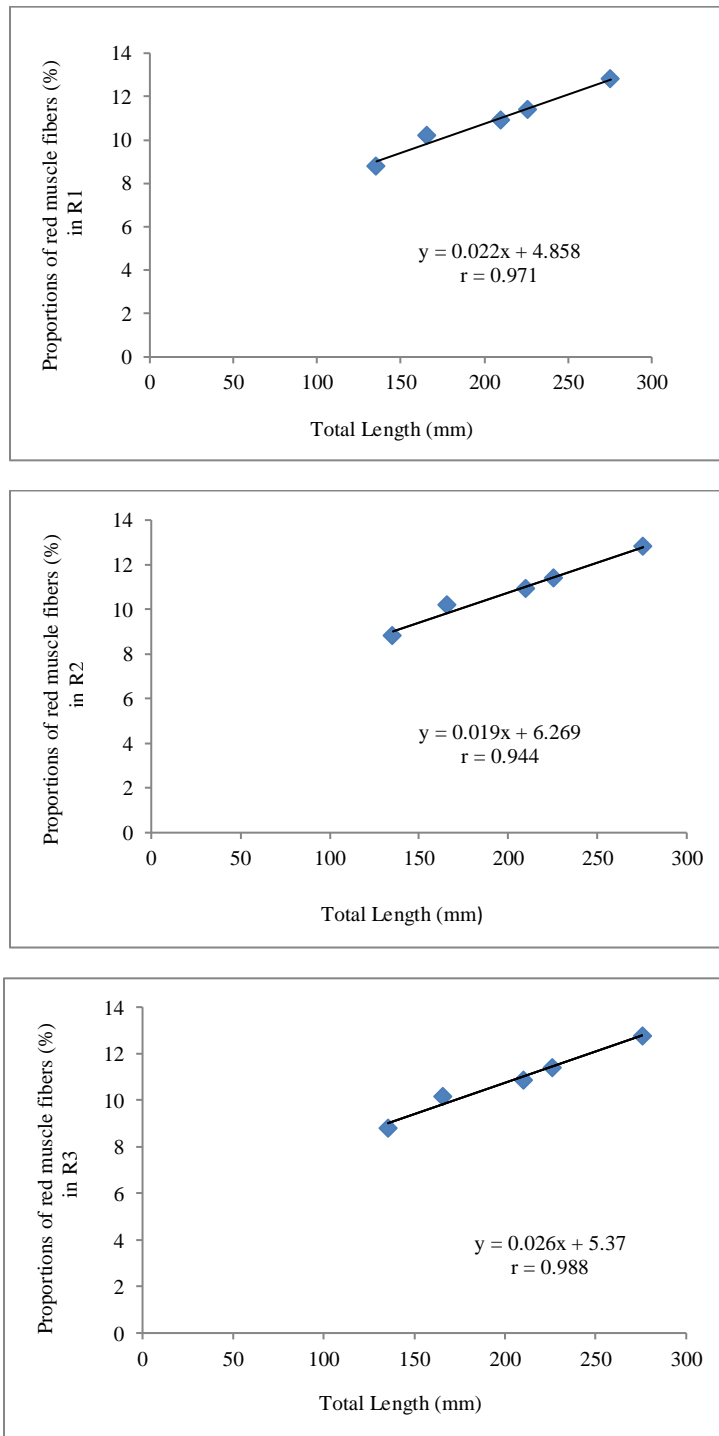 14
12
10
8
6
4
2
0
Proportions of red muscle fibers (%)
in R1
y = 0.022x + 4.858
r = 0.971
0 50 100 150 200 250 300
Total Length (mm)
14
12
10
8
6
4
2
0
Proportions of red muscle fibers (%)
in R2
y = 0.019x + 6.269
r = 0.944
0 50 100 150 200 250 300
Total Length (mm)
14
12
10
8
6
4
2
0
Proportions of red muscle fibers (%)
in R3
y = 0.026x + 5.37
r = 0.988
0 50 100 150 200 250 300
Total Length (mm)